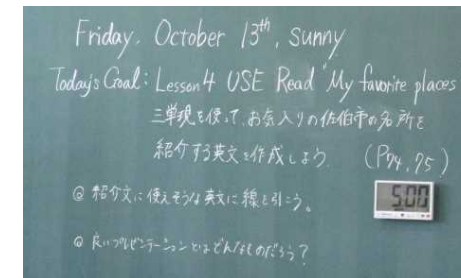 Friday, October 13th, sunny
Today's Goal: Lesson 4 USE Read "My favorite places
三単現を使って、お気入りの佐伯市の名所を
紹介する英文を作成しよう. (P74,75)
5:00
◎ 紹介文に使えそうな英文に線を引こう。
◎ 良いプレゼンテーションとはどんなものだろう?